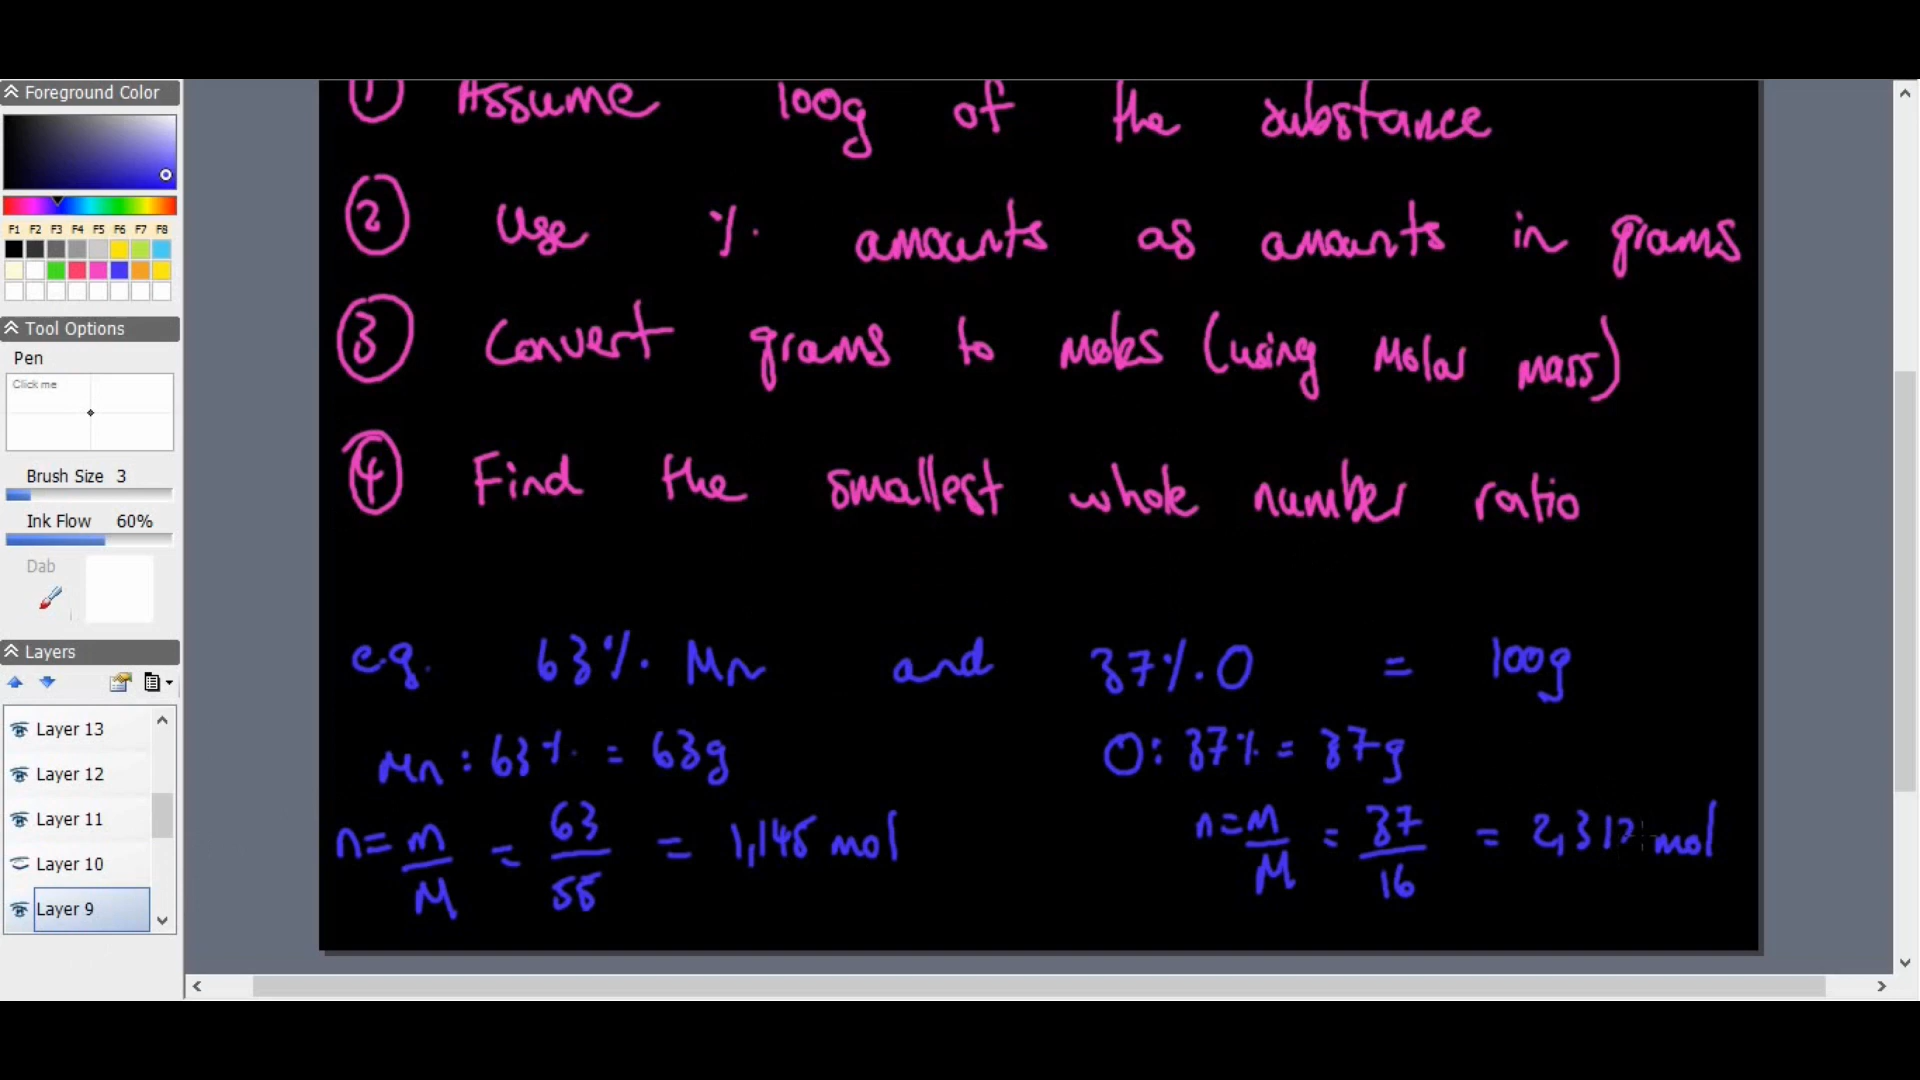 Foreground Color
F1 F2 F3 F4 F5 F6 F7 F8
Tool Options
Pen
Click me
Brush Size 3
Ink Flow 60%
Dab
Layers
Layer 13
Layer 12
Layer 11
Layer 10
Layer 9
① Assume 100g of the substance
② Use % amounts as amounts in grams
③ Convert grams to moles (using Molar mass)
④ Find the smallest whole number ratio
e.g. 63% Mn and 37% O = 100g
Mn : 63% = 63g
O : 37% = 37g
n = m/M = 63/55 = 1,145 mol
n = m/M = 37/16 = 2,312 mol